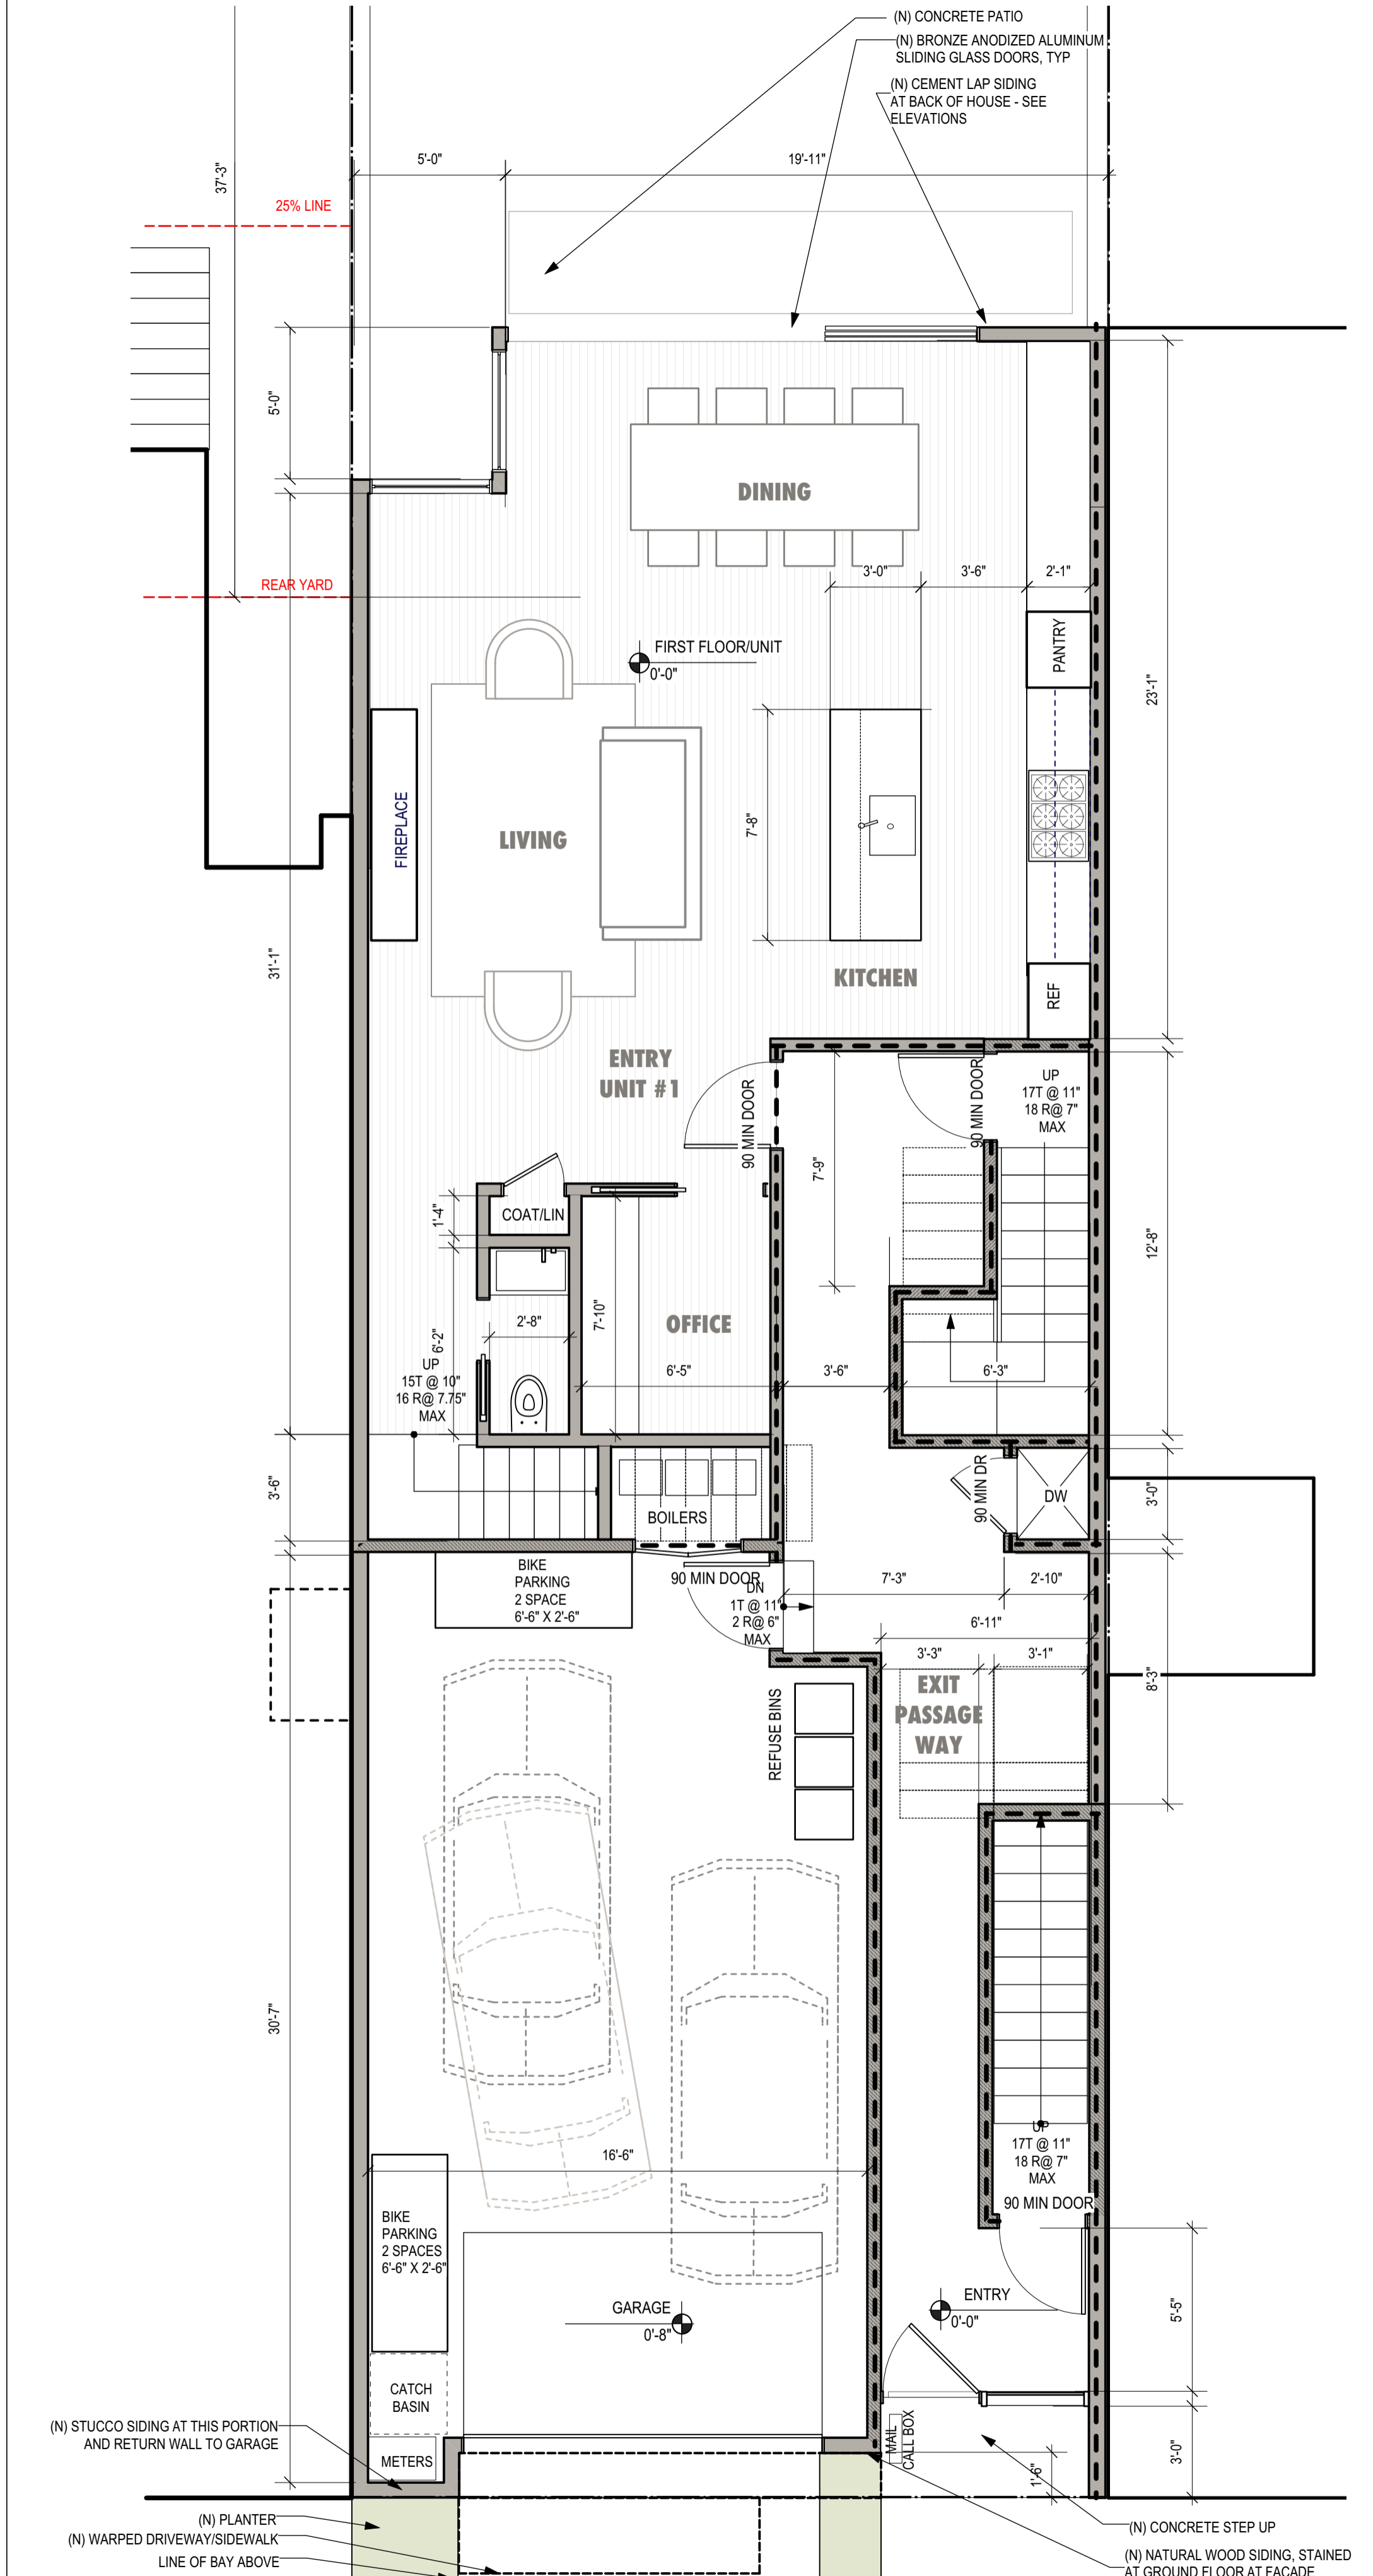 (N) CONCRETE PATIO
(N) BRONZE ANODIZED ALUMINUM
SLIDING GLASS DOORS, TYP
(N) CEMENT LAP SIDING
AT BACK OF HOUSE - SEE
ELEVATIONS
5'-0"
19'-11"
37'-3"
25% LINE
5'-0"
DINING
3'-0"
3'-6"
2'-1"
REAR YARD
PANTRY
FIRST FLOOR/UNIT
0'-0"
23'-1"
FIREPLACE
LIVING
7'-8"
31'-1"
KITCHEN
REF
ENTRY
UNIT #1
90 MIN DOOR
90 MIN DOOR
UP
17T @ 11"
18 R@ 7"
MAX
7'-9"
1'-4"
COAT/LIN
12'-8"
2'-8"
7'-10"
OFFICE
6'-2"
UP
15T @ 10"
16 R@ 7.75"
MAX
6'-5"
3'-6"
6'-3"
3'-6"
BOILERS
90 MIN DR
DW
3'-0"
BIKE
PARKING
2 SPACE
6'-6" X 2'-6"
90 MIN DOOR
DN
1T @ 11"
2 R@ 6"
MAX
7'-3"
2'-10"
6'-11"
3'-3"
3'-1"
8'-3"
EXIT
PASSAGE
WAY
REFUSE BINS
30'-7"
16'-6"
UP
17T @ 11"
18 R@ 7"
MAX
90 MIN DOOR
BIKE
PARKING
2 SPACES
6'-6" X 2'-6"
GARAGE
0'-8"
ENTRY
0'-0"
5'-5"
CATCH
BASIN
METERS
MAIL
CALL BOX
3'-0"
1'-6"
(N) STUCCO SIDING AT THIS PORTION
AND RETURN WALL TO GARAGE
(N) PLANTER
(N) WARPED DRIVEWAY/SIDEWALK
LINE OF BAY ABOVE
(N) CONCRETE STEP UP
(N) NATURAL WOOD SIDING, STAINED
AT GROUND FLOOR AT FACADE